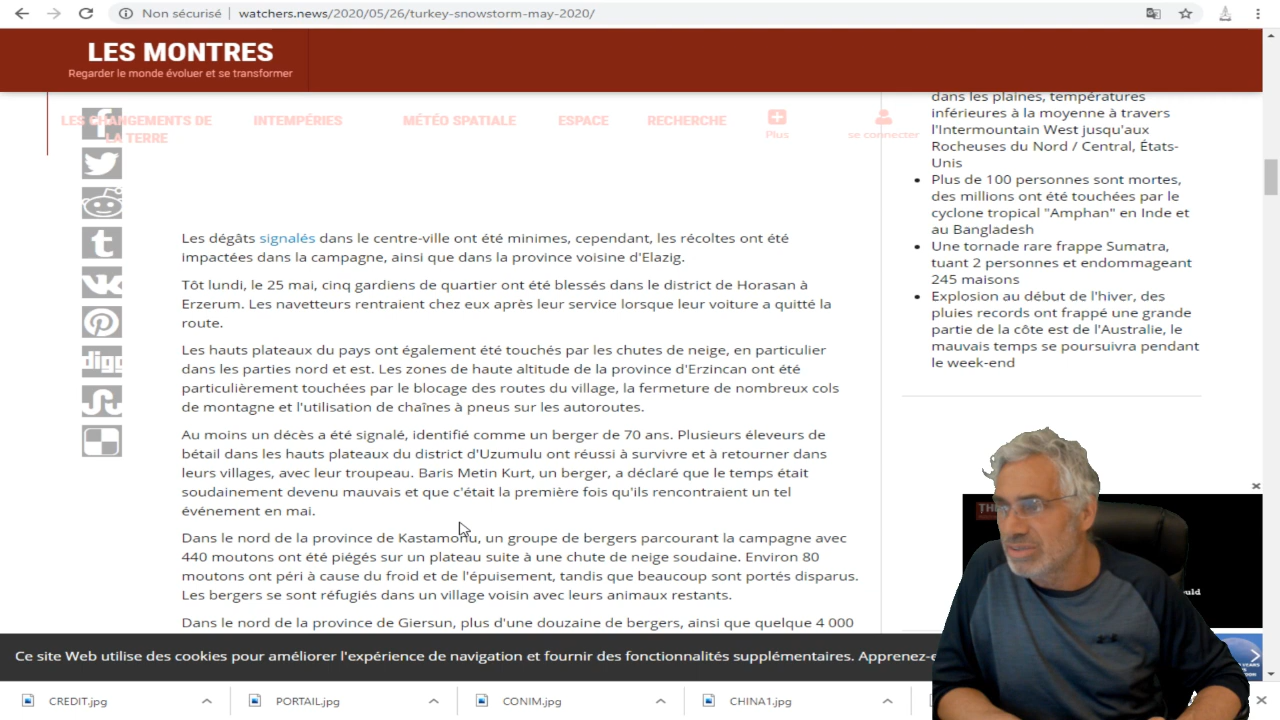 Non sécurisé | watchers.news/2020/05/26/turkey-snowstorm-may-2020/
LES MONTRES
Regarder le monde évoluer et se transformer
LES CHANGEMENTS DE
LA TERRE
INTEMPÉRIES
MÉTÉO SPATIALE
ESPACE
RECHERCHE
Plus
se connecter
digg
Les dégâts signalés dans le centre-ville ont été minimes, cependant, les récoltes ont été
impactées dans la campagne, ainsi que dans la province voisine d'Elazig.
Tôt lundi, le 25 mai, cinq gardiens de quartier ont été blessés dans le district de Horasan à
Erzerum. Les navetteurs rentraient chez eux après leur service lorsque leur voiture a quitté la
route.
Les hauts plateaux du pays ont également été touchés par les chutes de neige, en particulier
dans les parties nord et est. Les zones de haute altitude de la province d'Erzincan ont été
particulièrement touchées par le blocage des routes du village, la fermeture de nombreux cols
de montagne et l'utilisation de chaînes à pneus sur les autoroutes.
Au moins un décès a été signalé, identifié comme un berger de 70 ans. Plusieurs éleveurs de
bétail dans les hauts plateaux du district d'Uzumulu ont réussi à survivre et à retourner dans
leurs villages, avec leur troupeau. Baris Metin Kurt, un berger, a déclaré que le temps était
soudainement devenu mauvais et que c'était la première fois qu'ils rencontraient un tel
événement en mai.
Dans le nord de la province de Kastamonu, un groupe de bergers parcourant la campagne avec
440 moutons ont été piégés sur un plateau suite à une chute de neige soudaine. Environ 80
moutons ont péri à cause du froid et de l'épuisement, tandis que beaucoup sont portés disparus.
Les bergers se sont réfugiés dans un village voisin avec leurs animaux restants.
Dans le nord de la province de Giersun, plus d'une douzaine de bergers, ainsi que quelque 4 000
dans les plaines, températures
inférieures à la moyenne à travers
l'Intermountain West jusqu'aux
Rocheuses du Nord / Central, États-
Unis
Plus de 100 personnes sont mortes,
des millions ont été touchées par le
cyclone tropical "Amphan" en Inde et
au Bangladesh
Une tornade rare frappe Sumatra,
tuant 2 personnes et endommageant
245 maisons
Explosion au début de l'hiver, des
pluies records ont frappé une grande
partie de la côte est de l'Australie, le
mauvais temps se poursuivra pendant
le week-end
Ce site Web utilise des cookies pour améliorer l'expérience de navigation et fournir des fonctionnalités supplémentaires.
CREDIT.jpg
PORTAIL.jpg
CONIM.jpg
CHINA1.jpg